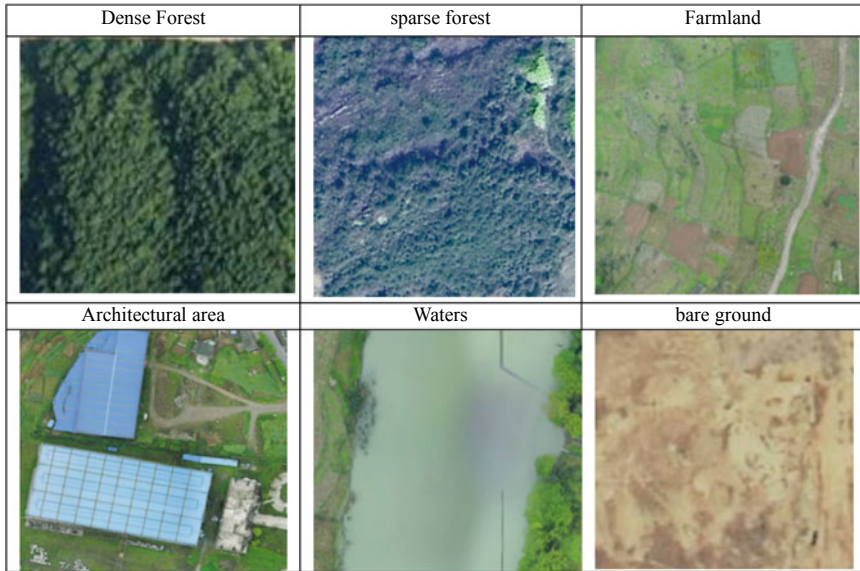 Dense Forest
sparse forest
Farmland
Architectural area
Waters
bare ground